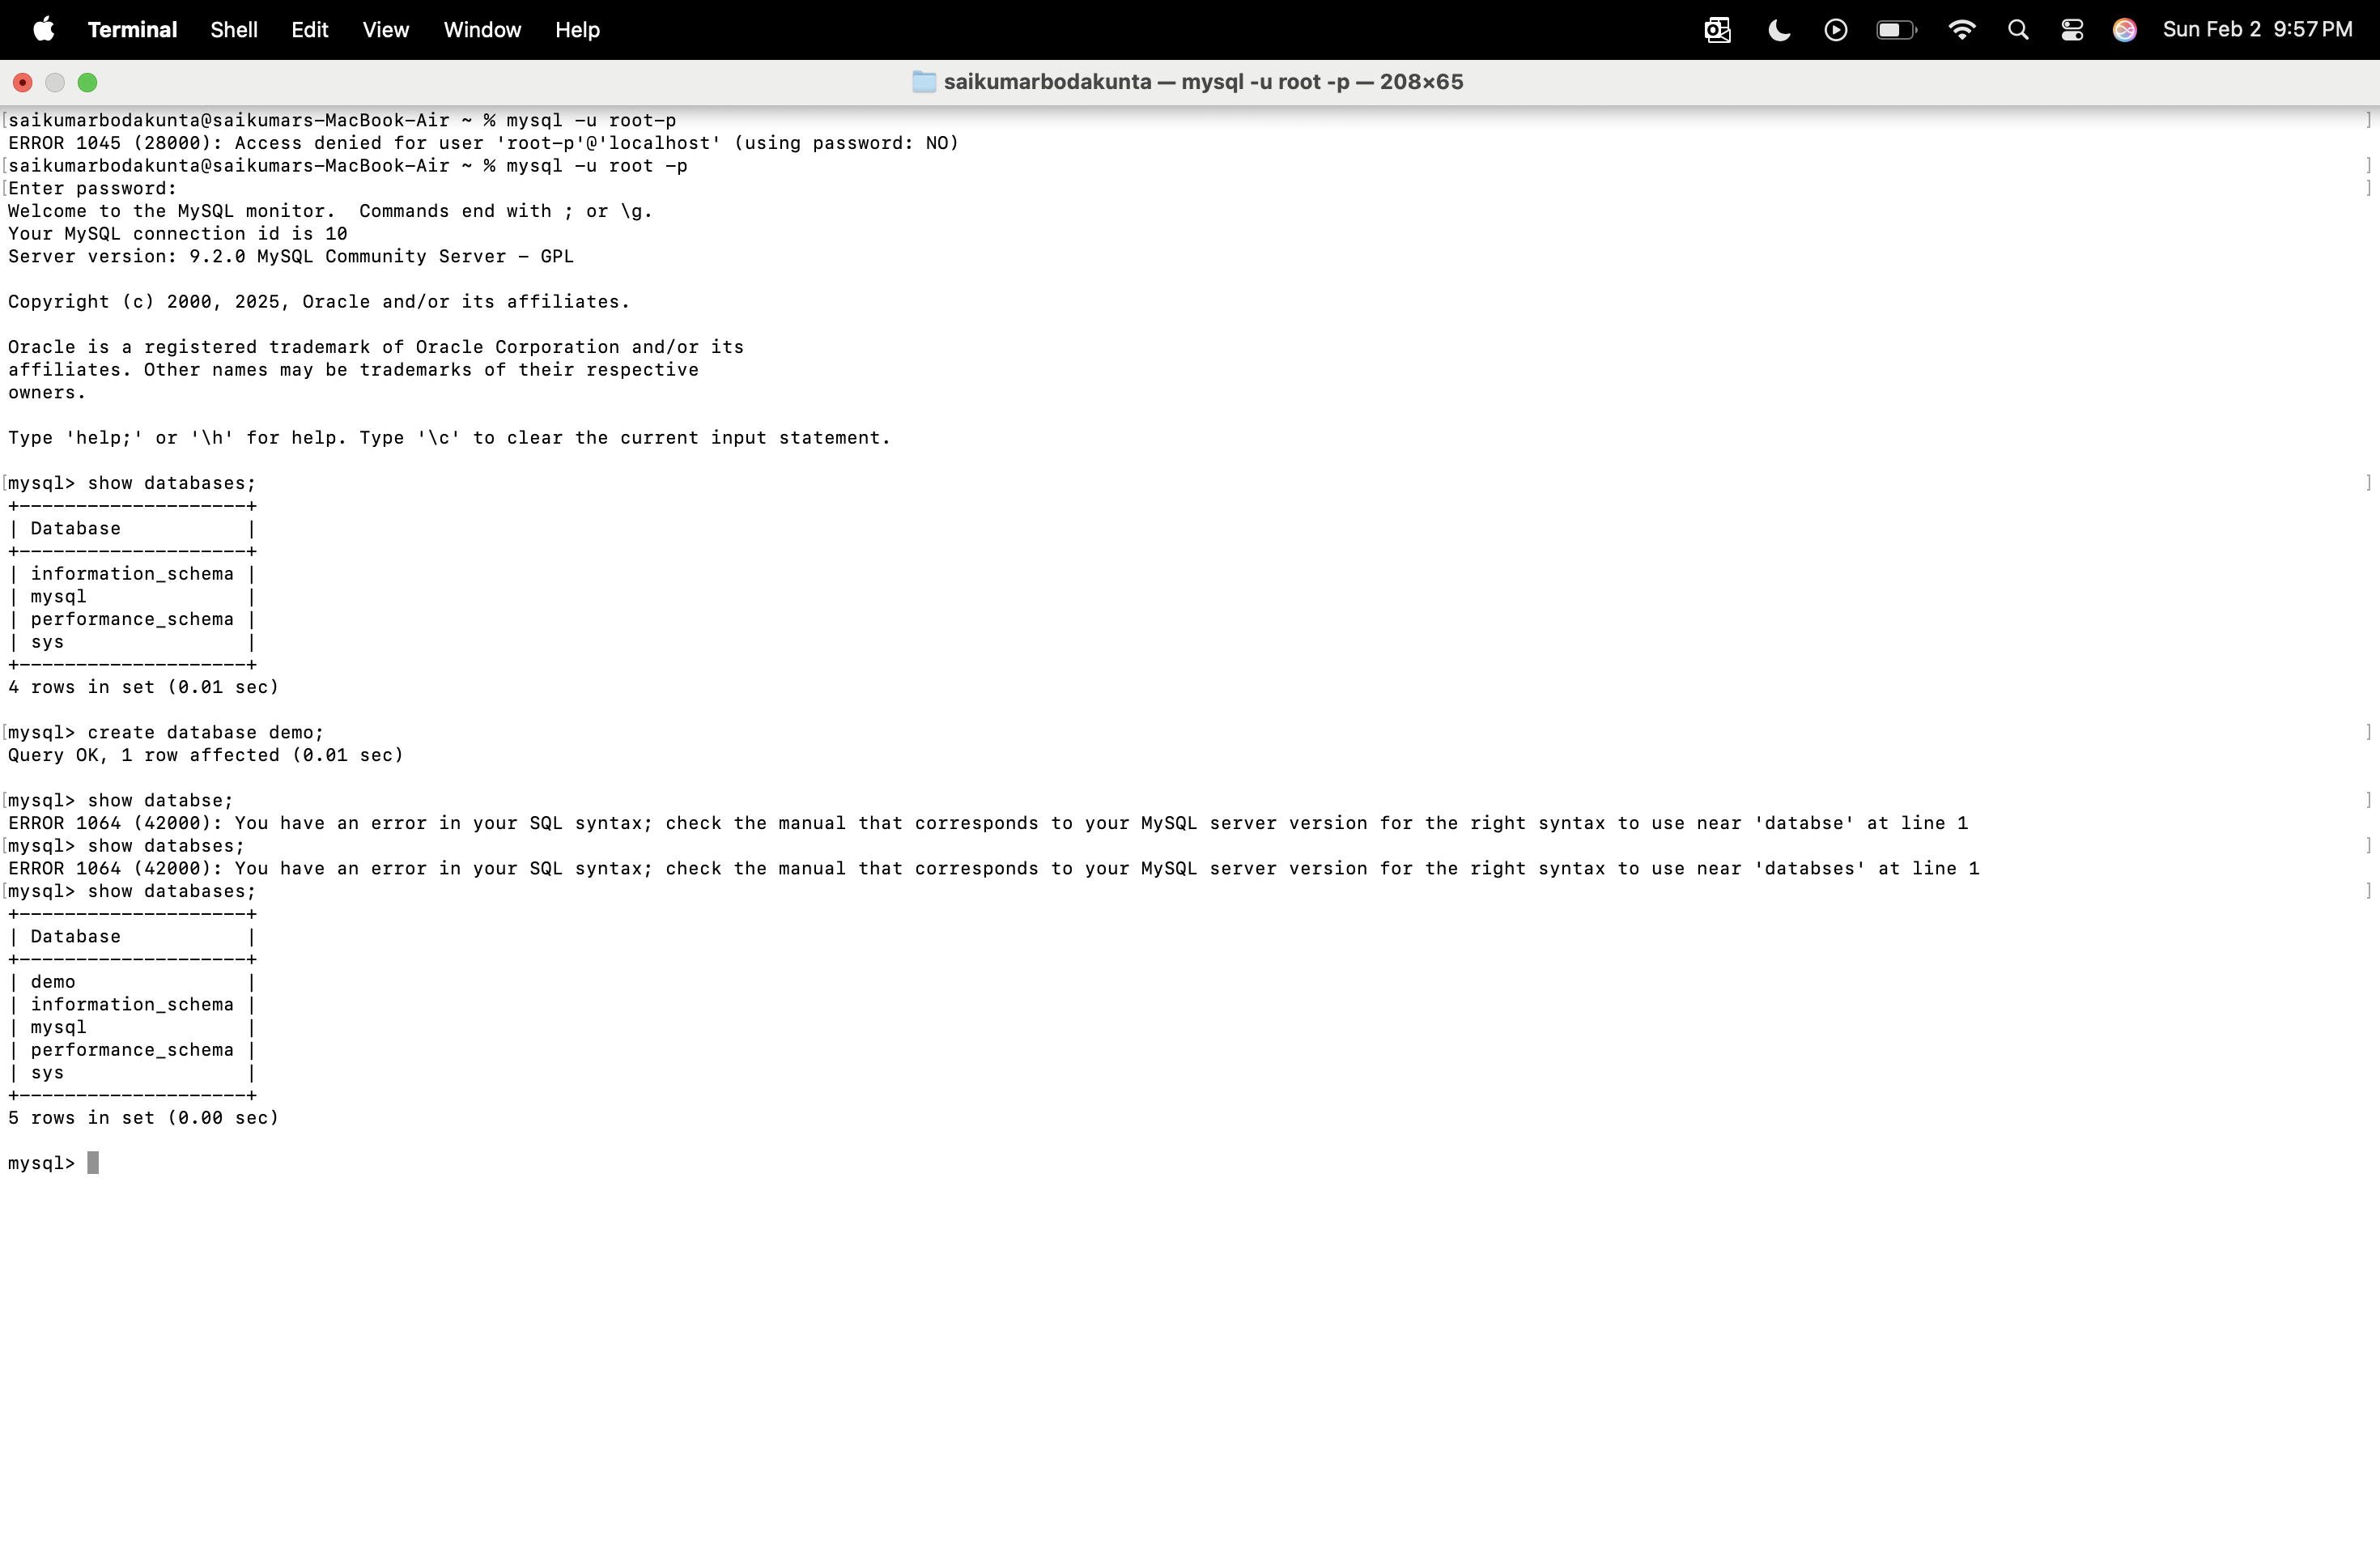 Terminal Shell Edit View Window Help Sun Feb 2 9:57 PM
saikumarbodakunta — mysql -u root -p — 208×65
[saikumarbodakunta@saikumars-MacBook-Air ~ % mysql -u root-p ]
ERROR 1045 (28000): Access denied for user 'root-p'@'localhost' (using password: NO)
[saikumarbodakunta@saikumars-MacBook-Air ~ % mysql -u root -p ]
[Enter password: ]
Welcome to the MySQL monitor.  Commands end with ; or \g.
Your MySQL connection id is 10
Server version: 9.2.0 MySQL Community Server - GPL
Copyright (c) 2000, 2025, Oracle and/or its affiliates.
Oracle is a registered trademark of Oracle Corporation and/or its
affiliates. Other names may be trademarks of their respective
owners.
Type 'help;' or '\h' for help. Type '\c' to clear the current input statement.
[mysql> show databases; ]
+--------------------+
| Database           |
+--------------------+
| information_schema |
| mysql              |
| performance_schema |
| sys                |
+--------------------+
4 rows in set (0.01 sec)
[mysql> create database demo; ]
Query OK, 1 row affected (0.01 sec)
[mysql> show databse; ]
ERROR 1064 (42000): You have an error in your SQL syntax; check the manual that corresponds to your MySQL server version for the right syntax to use near 'databse' at line 1
[mysql> show databses; ]
ERROR 1064 (42000): You have an error in your SQL syntax; check the manual that corresponds to your MySQL server version for the right syntax to use near 'databses' at line 1
[mysql> show databases; ]
+--------------------+
| Database           |
+--------------------+
| demo               |
| information_schema |
| mysql              |
| performance_schema |
| sys                |
+--------------------+
5 rows in set (0.00 sec)
mysql>